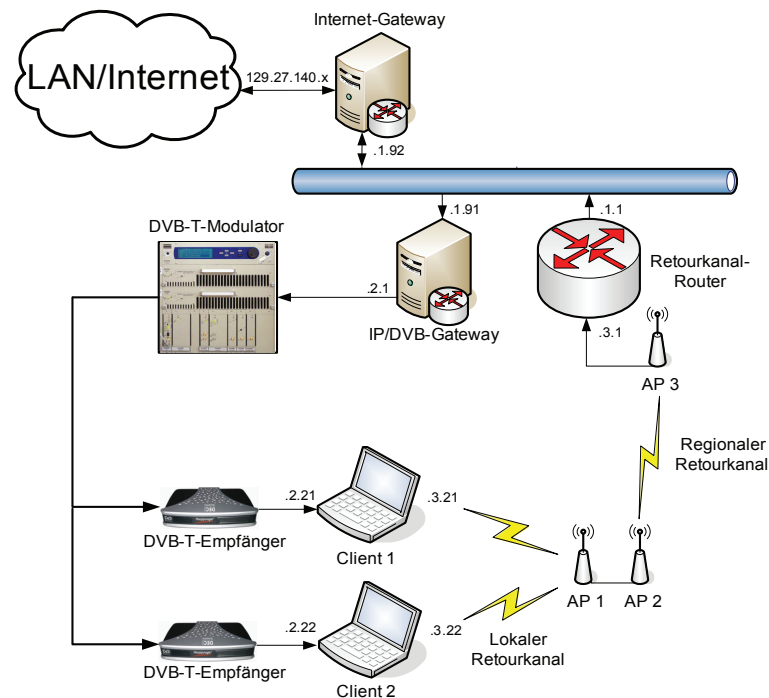 Internet-Gateway
LAN/Internet
129.27.140.x
.1.92
DVB-T-Modulator
.1.91
.1.1
Retourkanal-
Router
.2.1
IP/DVB-Gateway
.3.1
AP 3
Regionaler
Retourkanal
.2.21
.3.21
DVB-T-Empfänger
Client 1
AP 1
AP 2
.2.22
.3.22
Lokaler
Retourkanal
DVB-T-Empfänger
Client 2